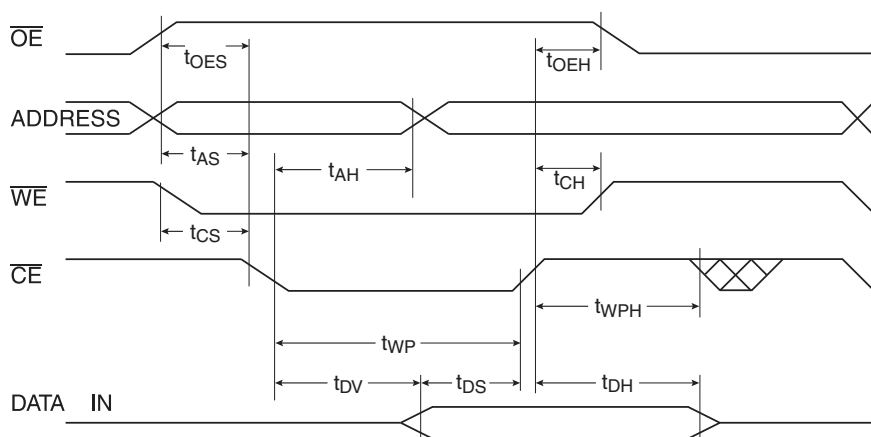 OE
tOES
tOEH
ADDRESS
tAS
tAH
tCH
WE
tCS
CE
tWPH
tWP
tDV
tDS
tDH
DATA IN